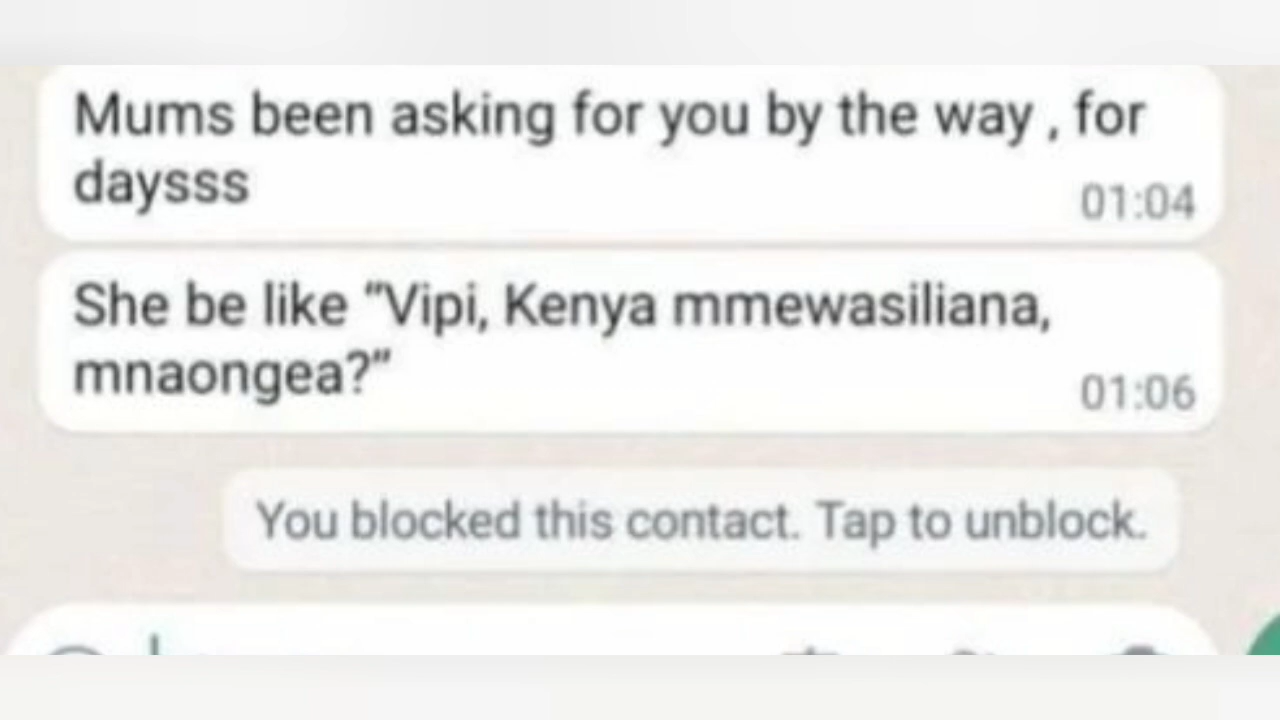 Mums been asking for you by the way , for
daysss
01:04
She be like “Vipi, Kenya mmewasiliana,
mnaongea?”
01:06
You blocked this contact. Tap to unblock.